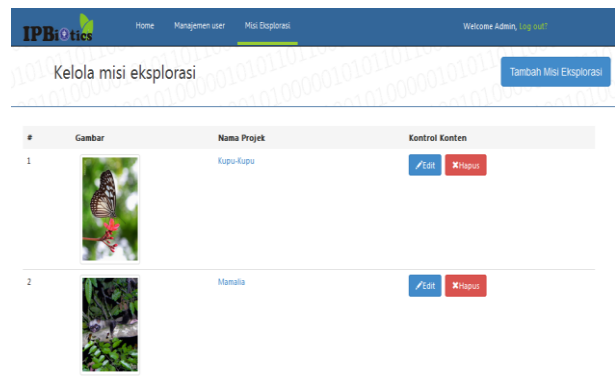 IPBiotics Home Manajemen user Misi Eksplorasi Welcome Admin, Log out?
Kelola misi eksplorasi Tambah Misi Eksplorasi
# Gambar Nama Projek Kontrol Konten
1 Kupu-Kupu Edit Hapus
2 Mamalia Edit Hapus